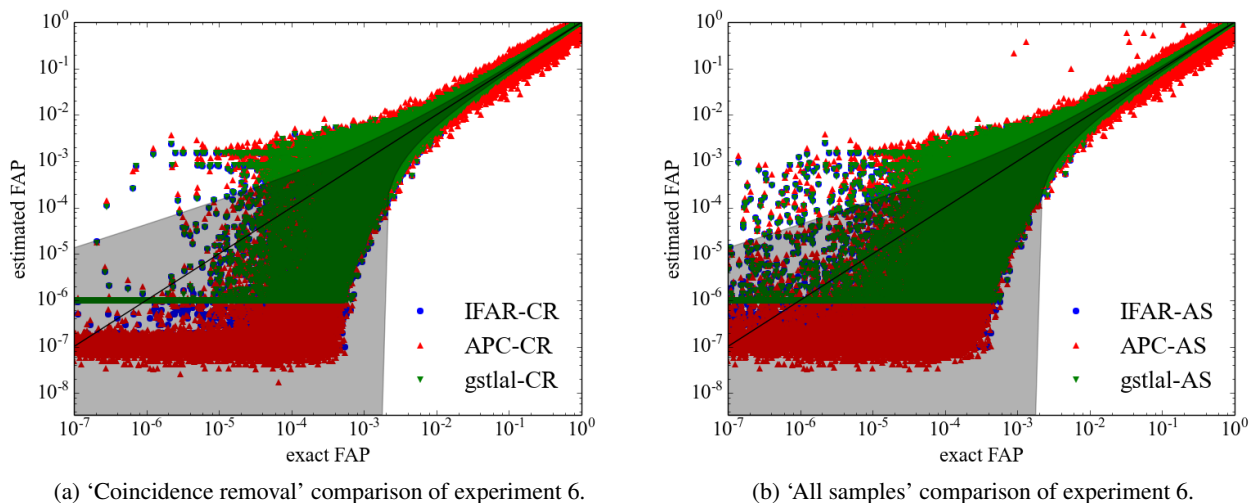 10^0
10^-1
10^-2
10^-3
10^-4
10^-5
10^-6
10^-7
10^-8
estimated FAP
IFAR-CR
APC-CR
gstlal-CR
10^-7 10^-6 10^-5 10^-4 10^-3 10^-2 10^-1 10^0
exact FAP
(a) ‘Coincidence removal’ comparison of experiment 6.
10^0
10^-1
10^-2
10^-3
10^-4
10^-5
10^-6
10^-7
10^-8
estimated FAP
IFAR-AS
APC-AS
gstlal-AS
10^-7 10^-6 10^-5 10^-4 10^-3 10^-2 10^-1 10^0
exact FAP
(b) ‘All samples’ comparison of experiment 6.